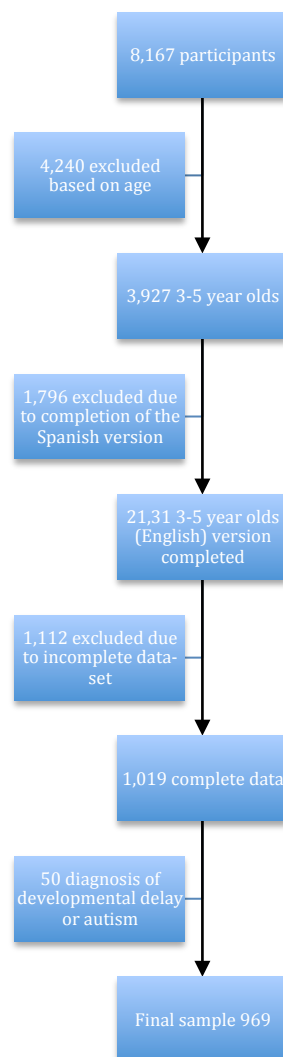 8,167 participants
4,240 excluded
based on age
3,927 3-5 year olds
1,796 excluded due
to completion of the
Spanish version
21,31 3-5 year olds
(English) version
completed
1,112 excluded due
to incomplete data-
set
1,019 complete data
50 diagnosis of
developmental delay
or autism
Final sample 969